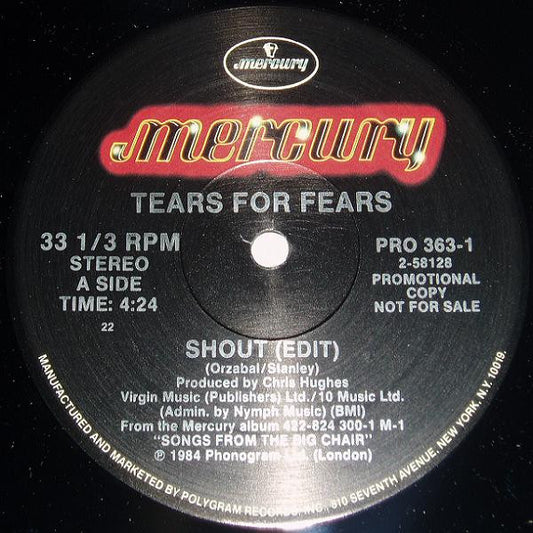 mercury
mercury
TEARS FOR FEARS
33 1/3 RPM
STEREO
A SIDE
TIME: 4:24
22
PRO 363-1
2-58128
PROMOTIONAL
COPY
NOT FOR SALE
SHOUT (EDIT)
(Orzabal/Stanley)
Produced by Chris Hughes
Virgin Music (Publishers) Ltd./10 Music Ltd.
(Admin. by Nymph Music) (BMI)
From the Mercury album 422-824 300-1 M-1
"SONGS FROM THE BIG CHAIR"
℗ 1984 Phonogram Ltd. (London)
MANUFACTURED AND MARKETED BY POLYGRAM RECORDS, INC. 810 SEVENTH AVENUE, NEW YORK, N.Y. 10019.